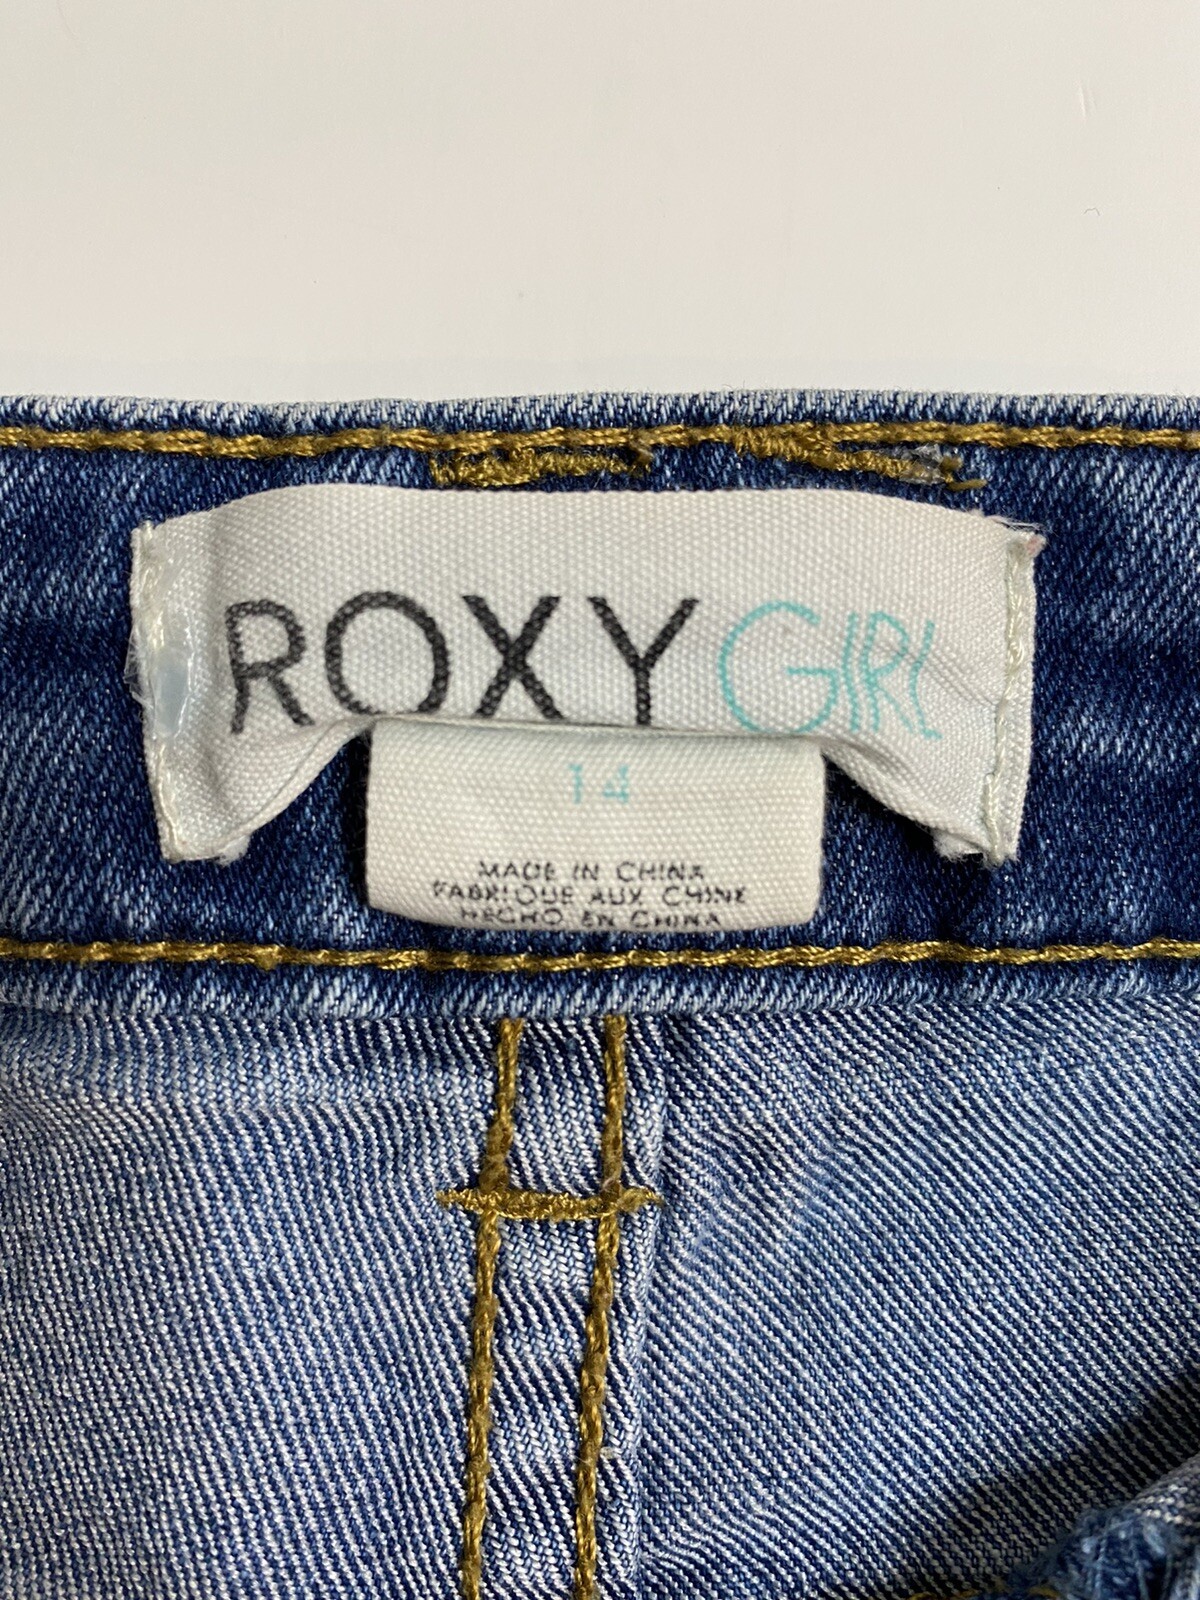 ROXY GIRL
14
MADE IN CHINA
FABRIQUE AUX CHINE
HECHO EN CHINA